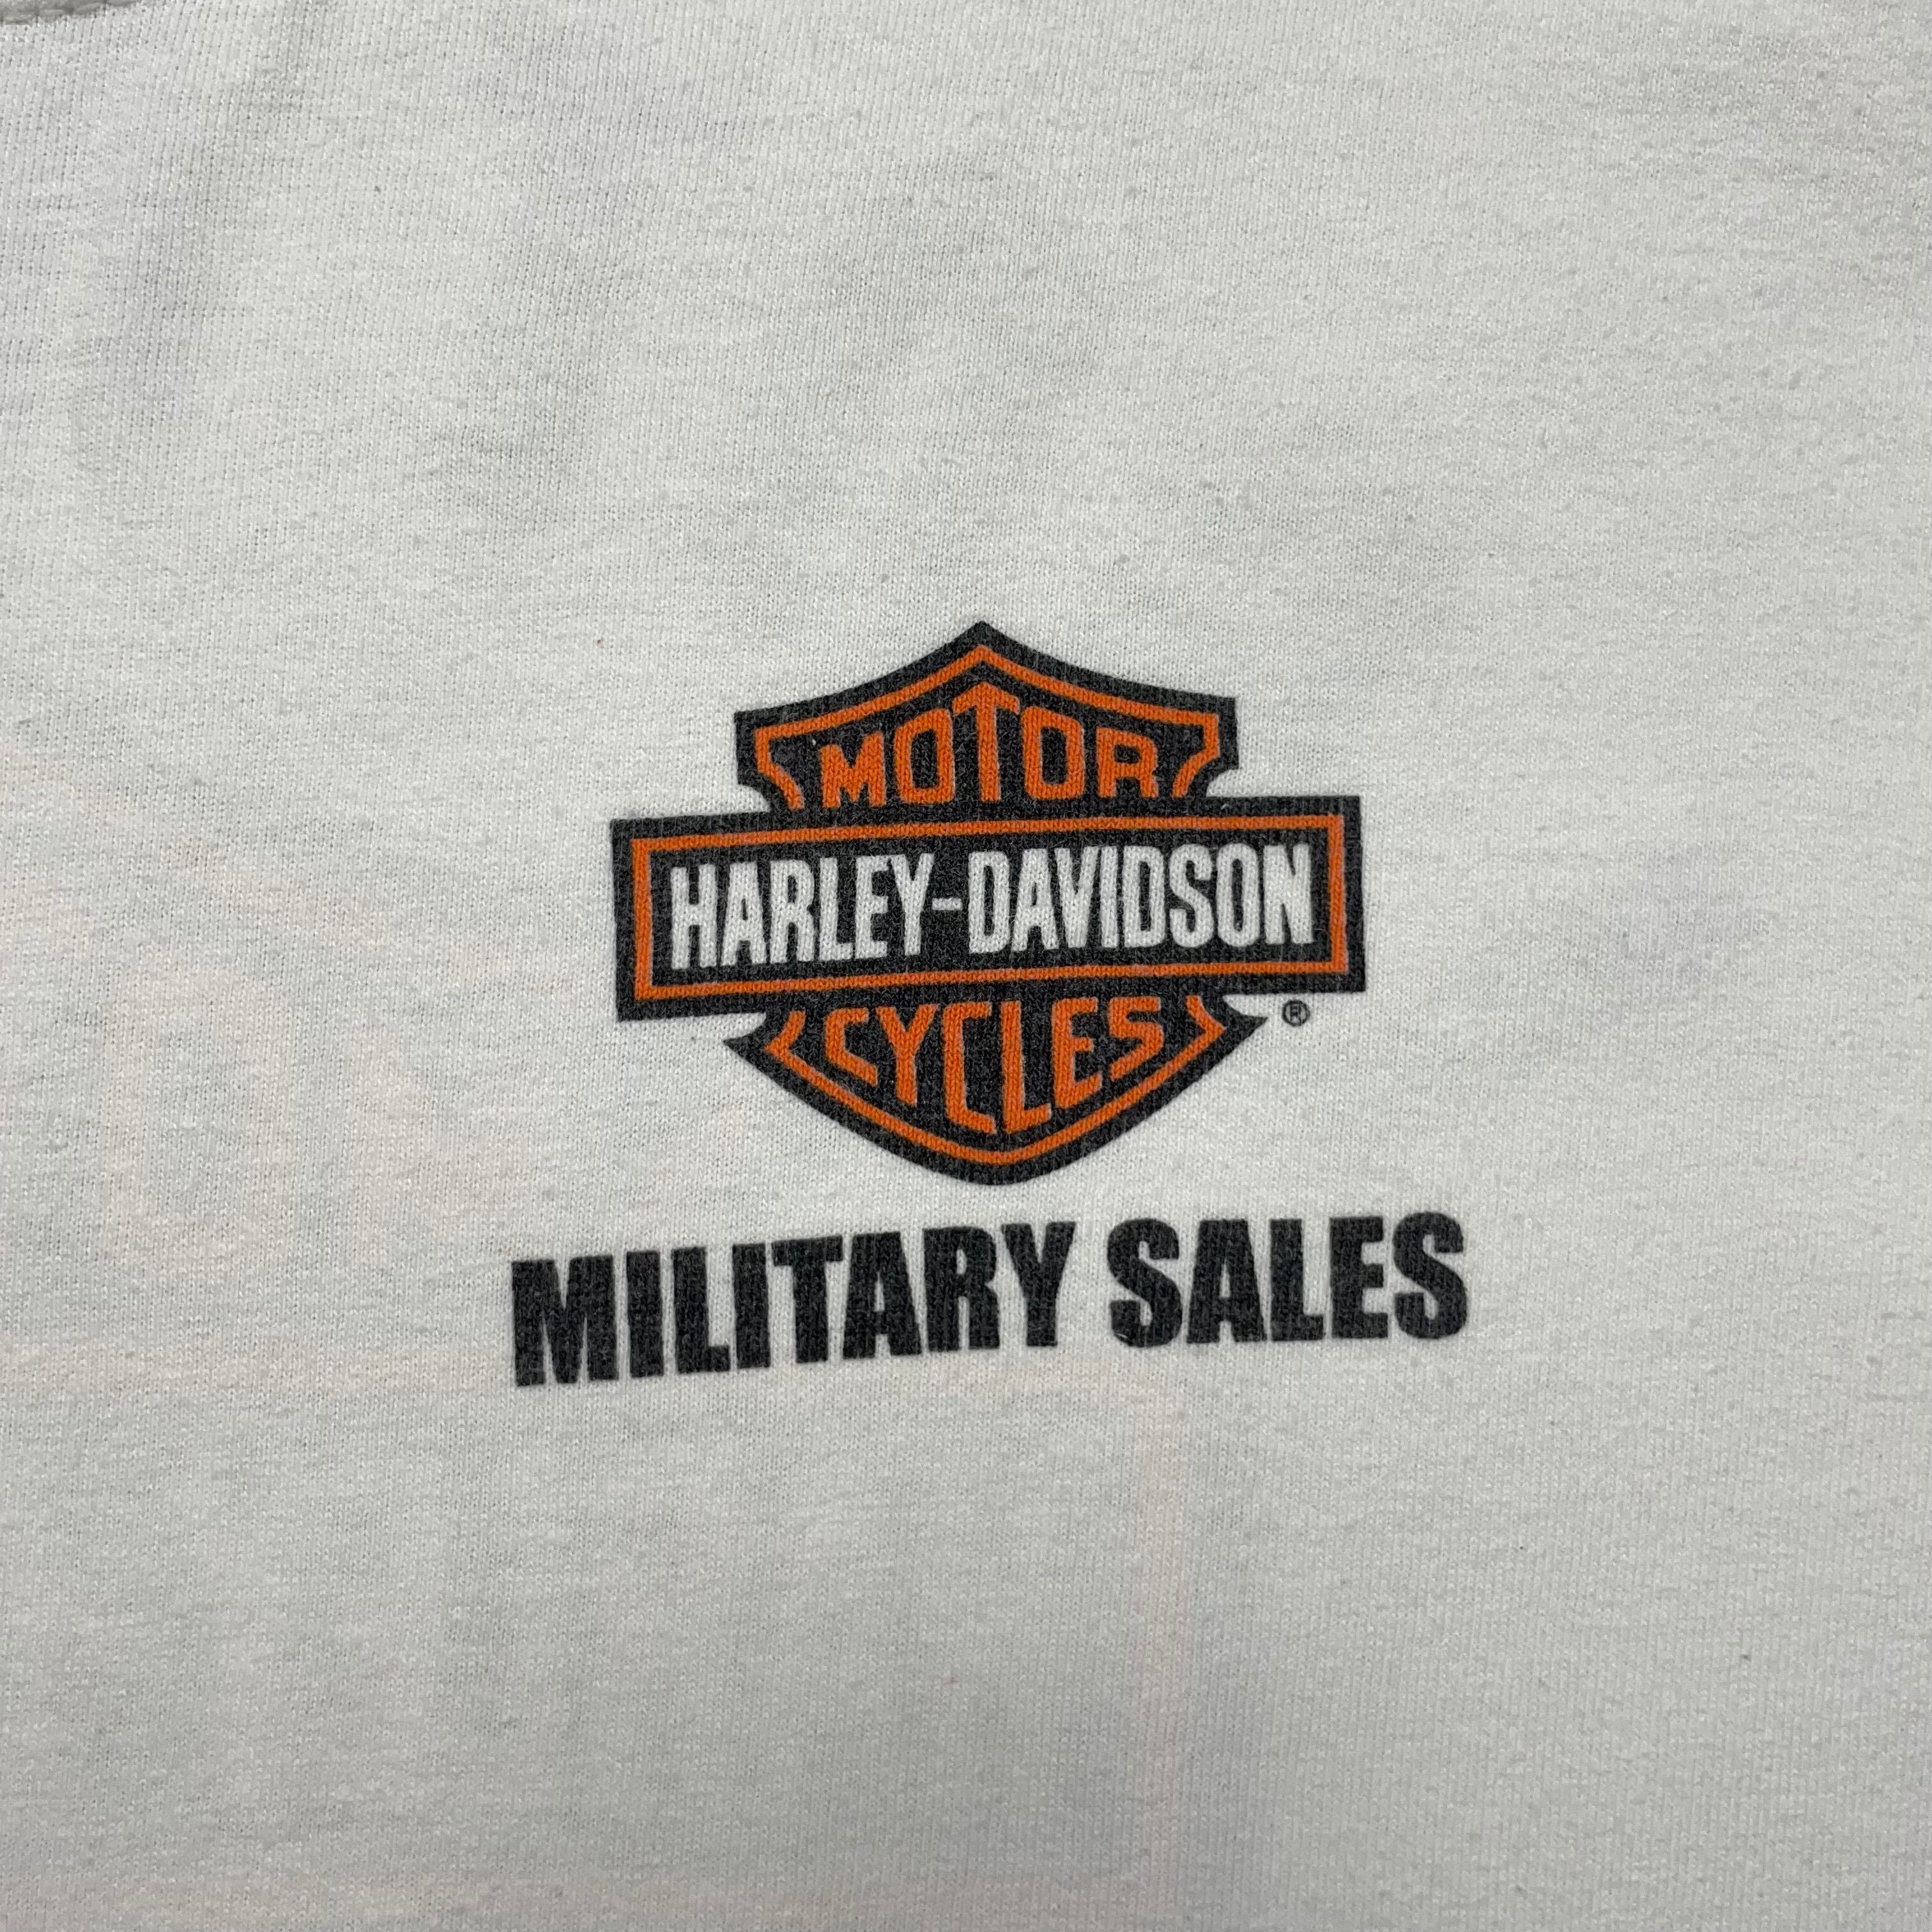 MOTOR
HARLEY-DAVIDSON
CYCLES
®
MILITARY SALES